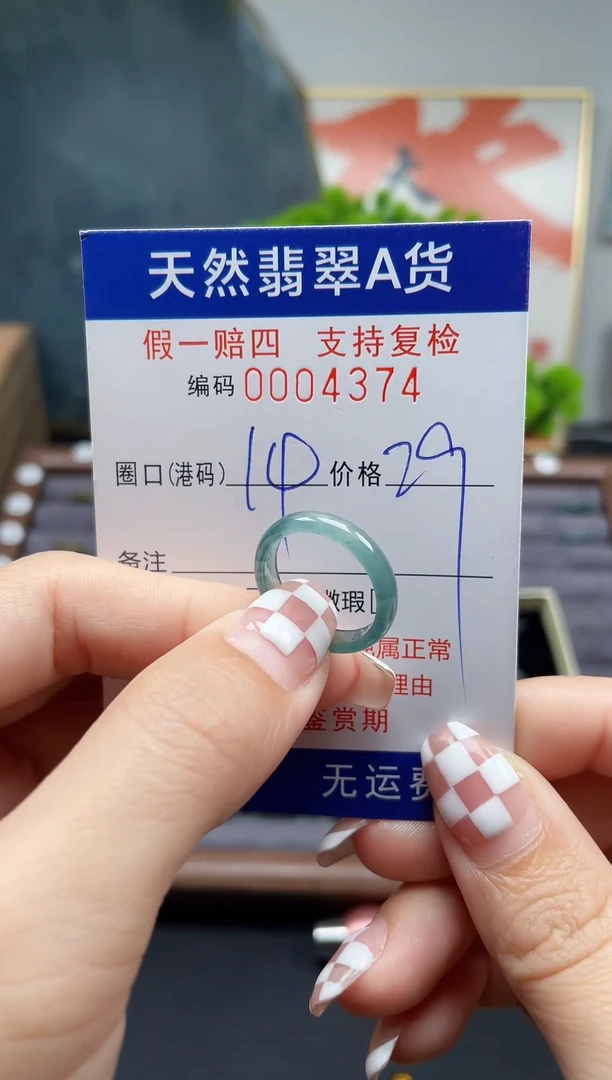 天然翡翠A货
假一赔四 支持复检
编码 0004374
圈口(港码) 14 价格 29
备注
微瑕
属正常
理由
鉴赏期
无运费